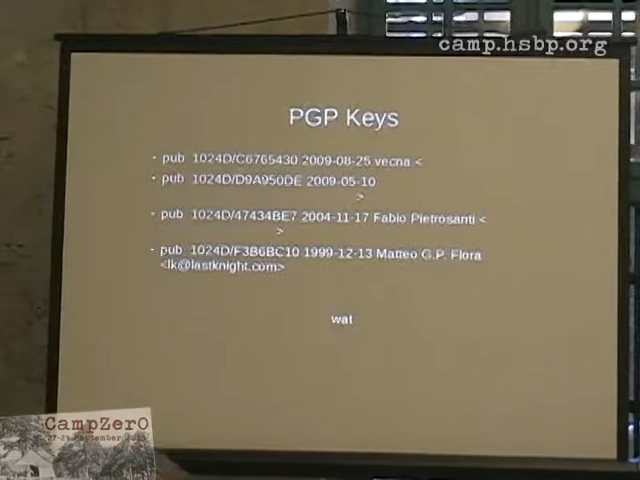 camp.hsbp.org
PGP Keys
- pub 1024D/C6765430 2009-08-25 vecna <
- pub 1024D/D9A950DE 2009-05-10
>
- pub 1024D/47434BE7 2004-11-17 Fabio Pietrosanti <
>
- pub 1024D/F3B6BC10 1999-12-13 Matteo G.P. Flora
<lk@lastknight.com>
wat
CampZer0
September